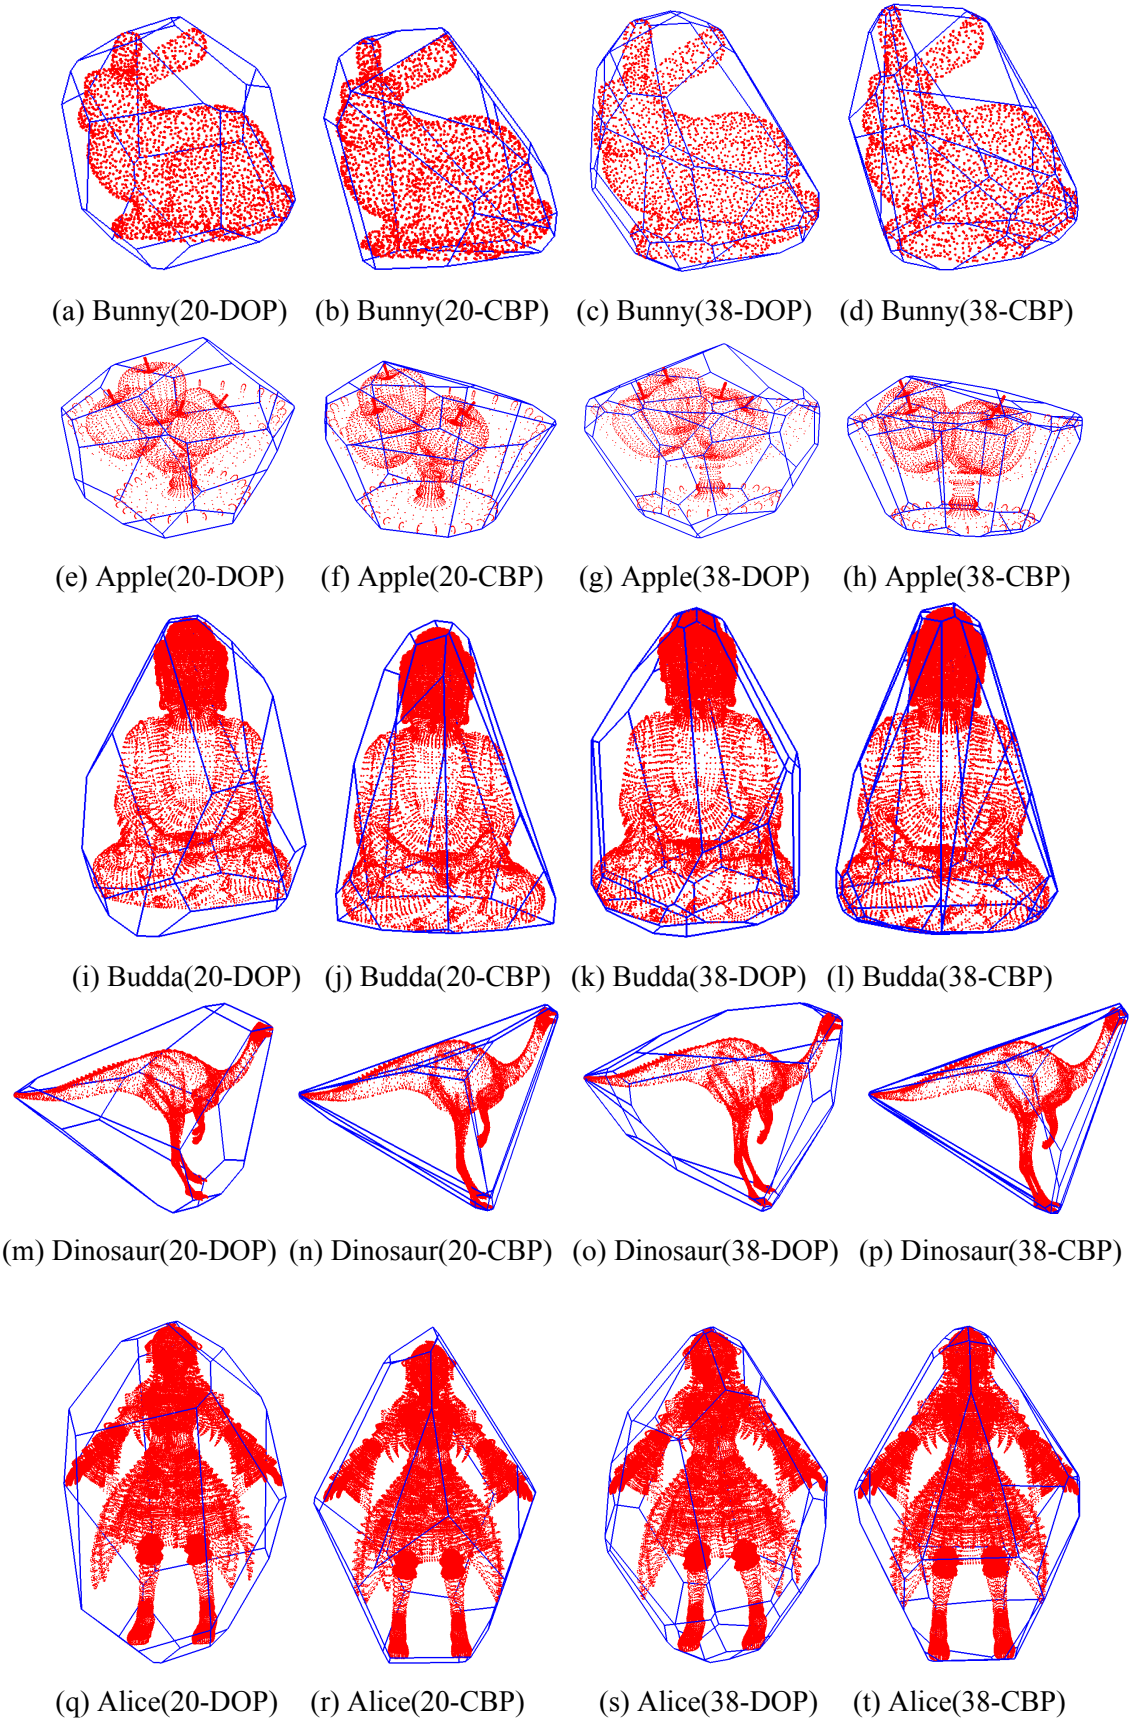 (a) Bunny(20-DOP) (b) Bunny(20-CBP) (c) Bunny(38-DOP) (d) Bunny(38-CBP)
(e) Apple(20-DOP) (f) Apple(20-CBP) (g) Apple(38-DOP) (h) Apple(38-CBP)
(i) Budda(20-DOP) (j) Budda(20-CBP) (k) Budda(38-DOP) (l) Budda(38-CBP)
(m) Dinosaur(20-DOP) (n) Dinosaur(20-CBP) (o) Dinosaur(38-DOP) (p) Dinosaur(38-CBP)
(q) Alice(20-DOP) (r) Alice(20-CBP) (s) Alice(38-DOP) (t) Alice(38-CBP)